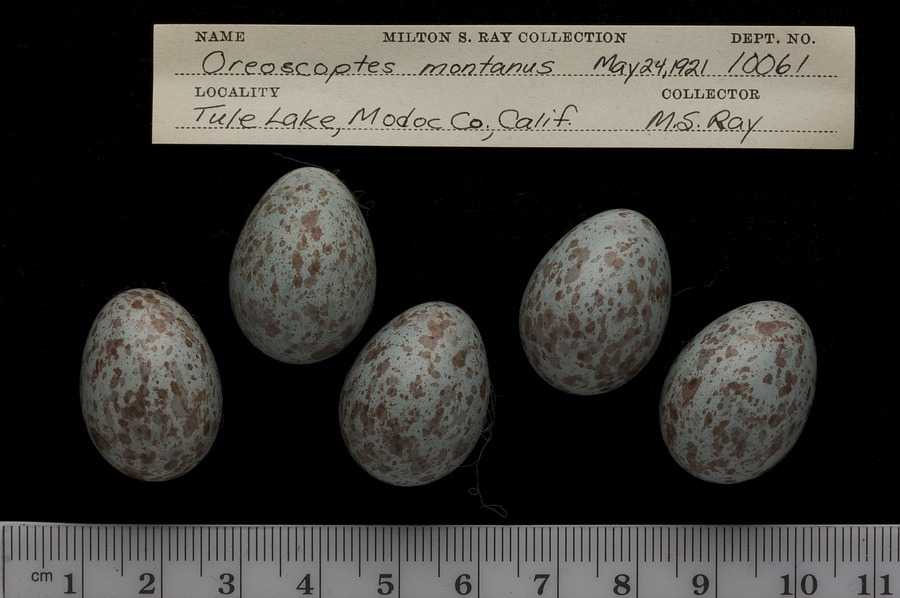 NAME MILTON S. RAY COLLECTION DEPT. NO.
Oreoscoptes montanus May 24, 1921 10061
LOCALITY COLLECTOR
Tule Lake, Modoc Co., Calif. M.S. Ray
cm 1 2 3 4 5 6 7 8 9 10 11